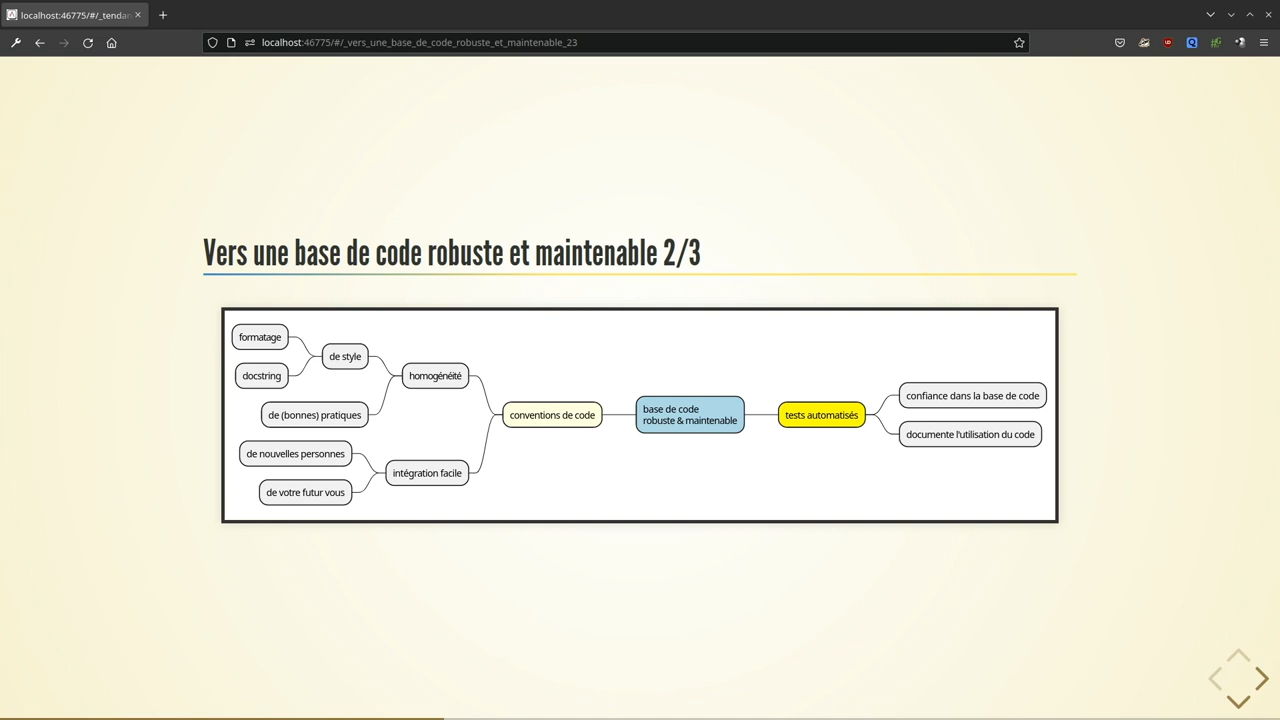 localhost:46775/#/_tendan
localhost:46775/#/_vers_une_base_de_code_robuste_et_maintenable_23
Vers une base de code robuste et maintenable 2/3
formatage
de style
docstring
homogénéité
de (bonnes) pratiques
de nouvelles personnes
intégration facile
de votre futur vous
conventions de code
base de code
robuste & maintenable
tests automatisés
confiance dans la base de code
documente l'utilisation du code